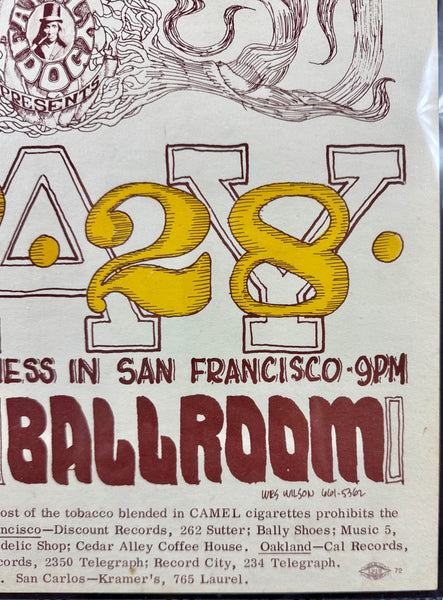 FAMILY
DOG
PRESENTS
AY
. 28 .
NESS IN SAN FRANCISCO·9PM
BALLROOM
WES WILSON 661-5362
ost of the tobacco blended in CAMEL cigarettes prohibits the
ncisco—Discount Records, 262 Sutter; Bally Shoes; Music 5,
delic Shop; Cedar Alley Coffee House. Oakland—Cal Records,
ecords, 2350 Telegraph; Record City, 234 Telegraph.
. San Carlos—Kramer's, 765 Laurel.
72